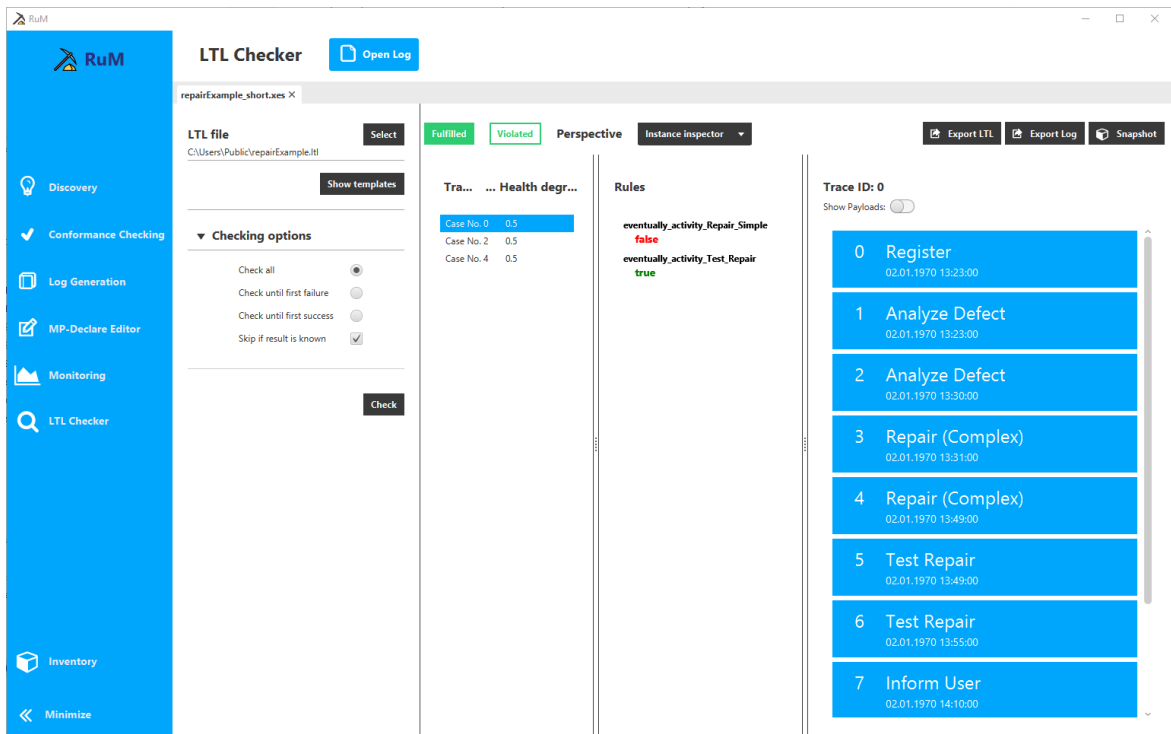 RuM
RuM
LTL Checker
Open Log
repairExample_short.xes ×
Discovery
Conformance Checking
Log Generation
MP-Declare Editor
Monitoring
LTL Checker
Inventory
Minimize
LTL file
Select
C:\Users\Public\repairExample.ltl
Show templates
Checking options
Check all
Check until first failure
Check until first success
Skip if result is known
Check
Fulfilled
Violated
Perspective
Instance inspector
Export LTL
Export Log
Snapshot
Tra... ... Health degr...
Case No. 0 0.5
Case No. 2 0.5
Case No. 4 0.5
Rules
eventually_activity_Repair_Simple
false
eventually_activity_Test_Repair
true
Trace ID: 0
Show Payloads:
0 Register
02.01.1970 13:23:00
1 Analyze Defect
02.01.1970 13:23:00
2 Analyze Defect
02.01.1970 13:30:00
3 Repair (Complex)
02.01.1970 13:31:00
4 Repair (Complex)
02.01.1970 13:49:00
5 Test Repair
02.01.1970 13:49:00
6 Test Repair
02.01.1970 13:55:00
7 Inform User
02.01.1970 14:10:00